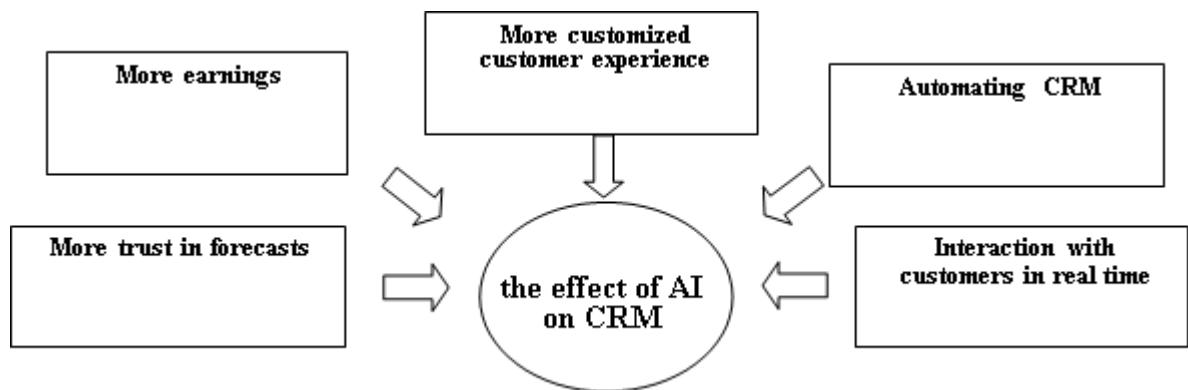 More earnings
More customized
customer experience
Automating CRM
More trust in forecasts
the effect of AI
on CRM
Interaction with
customers in real time